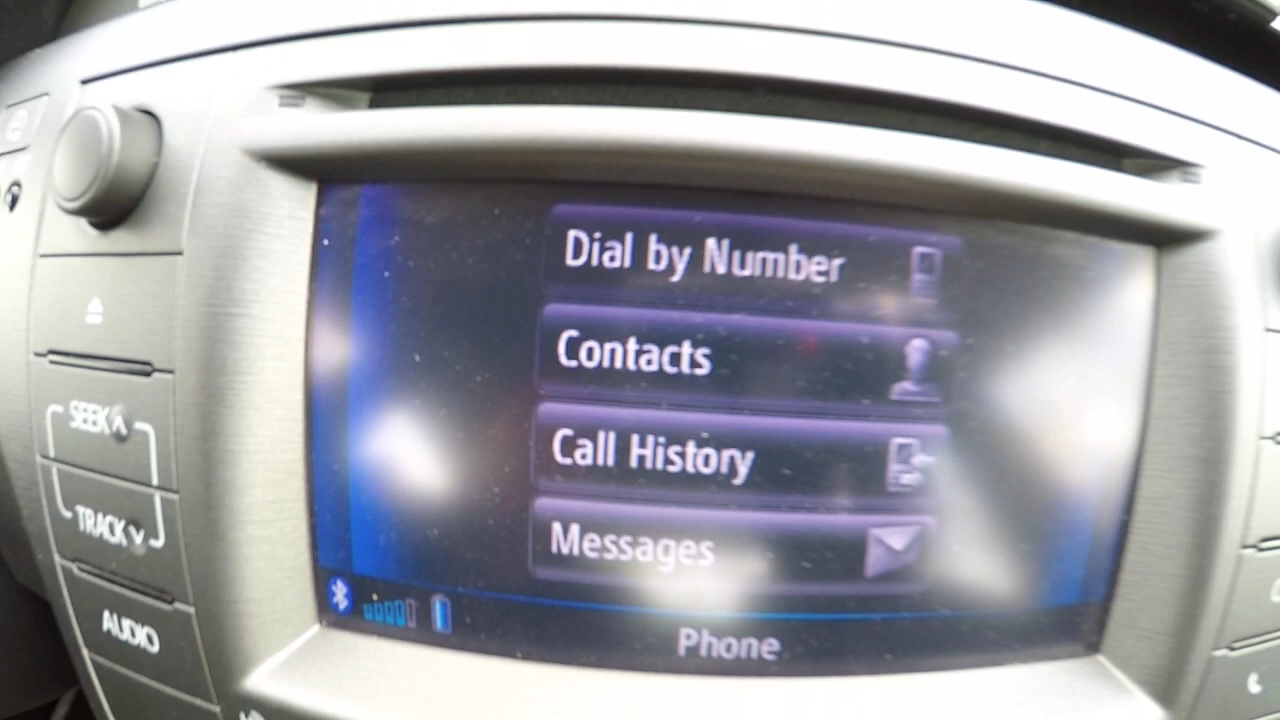 Dial by Number
Contacts
Call History
Messages
Phone
SEEK
TRACK
AUDIO